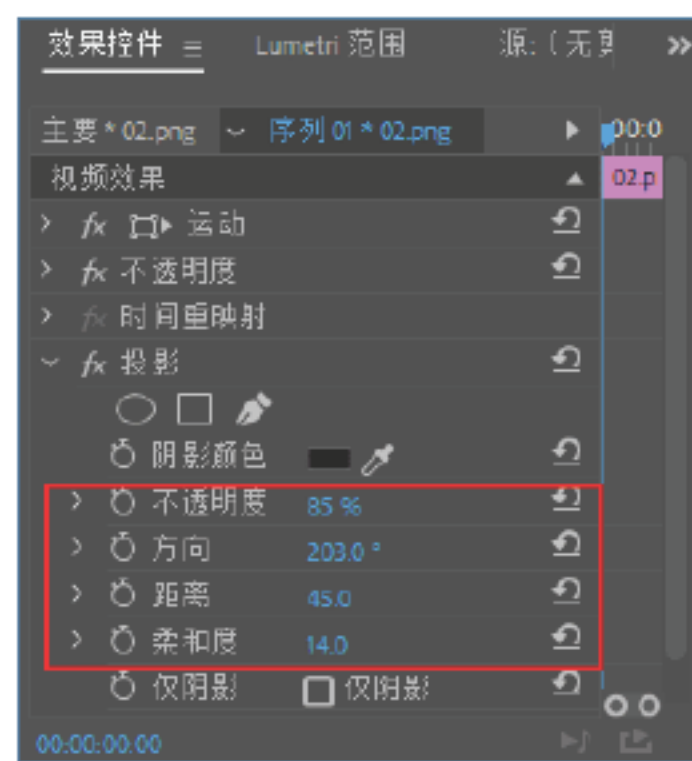 效果控件 Lumetri 范围 源:（无剪
主要 * 02.png 序列 01 * 02.png 00:0
视频效果 02.p
fx 运动
fx 不透明度
fx 时间重映射
fx 投影
阴影颜色
不透明度 85 %
方向 203.0 °
距离 45.0
柔和度 14.0
仅阴影 仅阴影
00:00:00:00